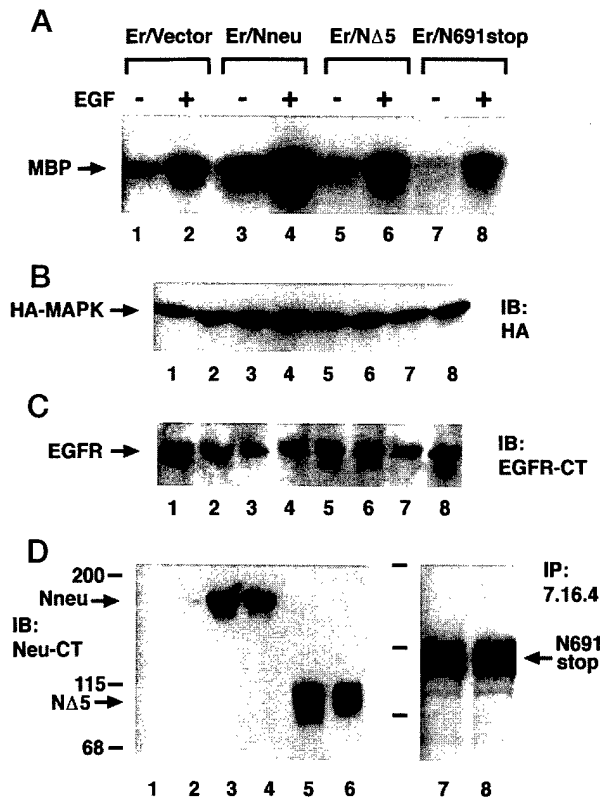 A
Er/Vector Er/Nneu Er/NΔ5 Er/N691stop
EGF - + - + - + - +
MBP
1 2 3 4 5 6 7 8
B
HA-MAPK
IB:
HA
1 2 3 4 5 6 7 8
C
EGFR
IB:
EGFR-CT
1 2 3 4 5 6 7 8
D
200
Nneu
IB:
Neu-CT
115
NΔ5
68
1 2 3 4 5 6
IP:
7.16.4
N691
stop
7 8